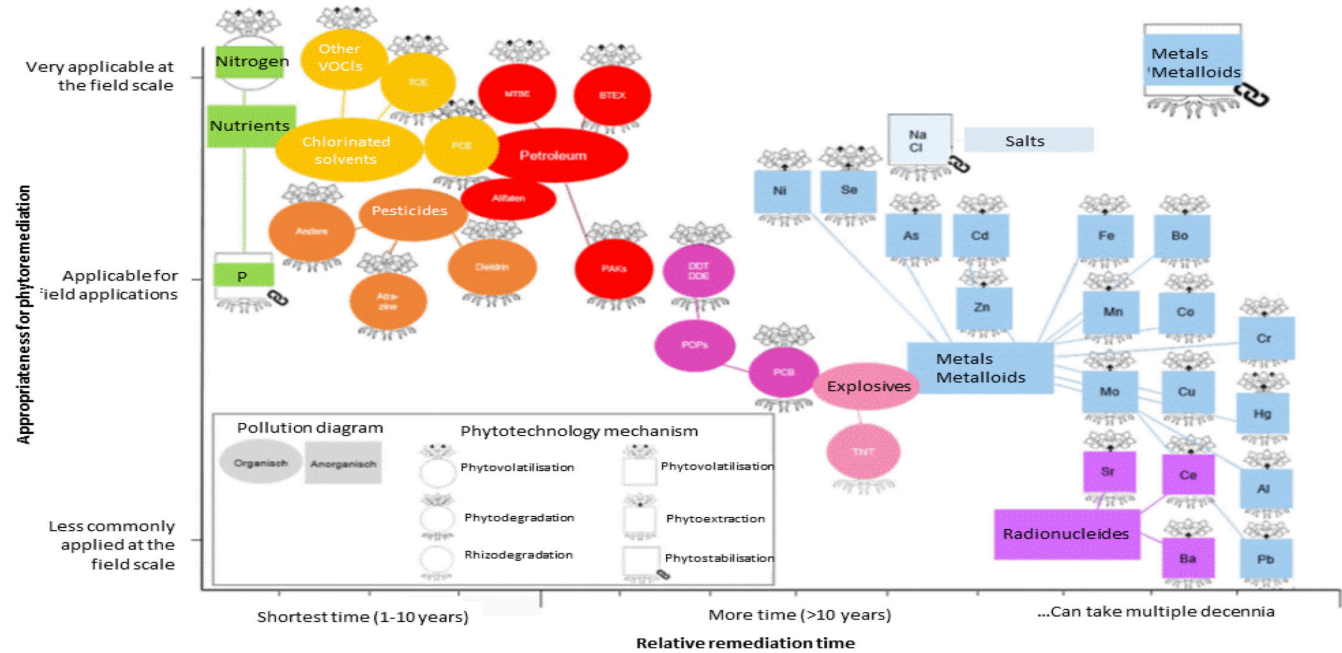 Appropriateness for phytoremediation
Very applicable at
the field scale
Applicable for
field applications
Less commonly
applied at the
field scale
Nitrogen
Nutrients
P
Other
VOCls
TCE
Chlorinated
solvents
PCE
MTBE
BTEX
Petroleum
Alifaten
PAKs
Pesticides
Andere
Atra-
zine
Dieldrin
DDT
DDE
POPs
PCB
Explosives
TNT
Na
Cl
Salts
Metals
Metalloids
Ni
Se
As
Cd
Zn
Fe
Bo
Mn
Co
Cr
Metals
Metalloids
Mo
Cu
Hg
Sr
Ce
Al
Radionucleides
Ba
Pb
Pollution diagram
Organisch
Anorganisch
Phytotechnology mechanism
Phytovolatilisation
Phytovolatilisation
Phytodegradation
Phytoextraction
Rhizodegradation
Phytostabilisation
Shortest time (1-10 years)
More time (>10 years)
...Can take multiple decennia
Relative remediation time